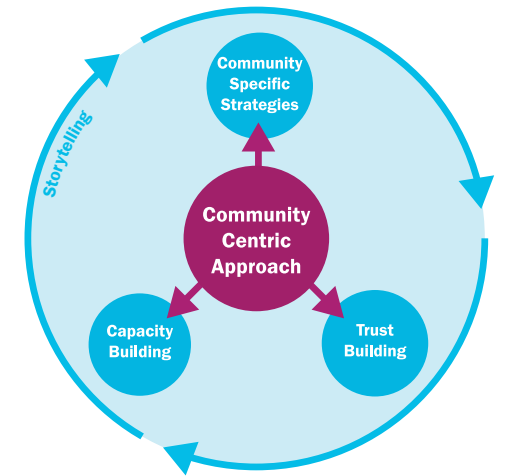 Community
Specific
Strategies
Storytelling
Community
Centric
Approach
Capacity
Building
Trust
Building